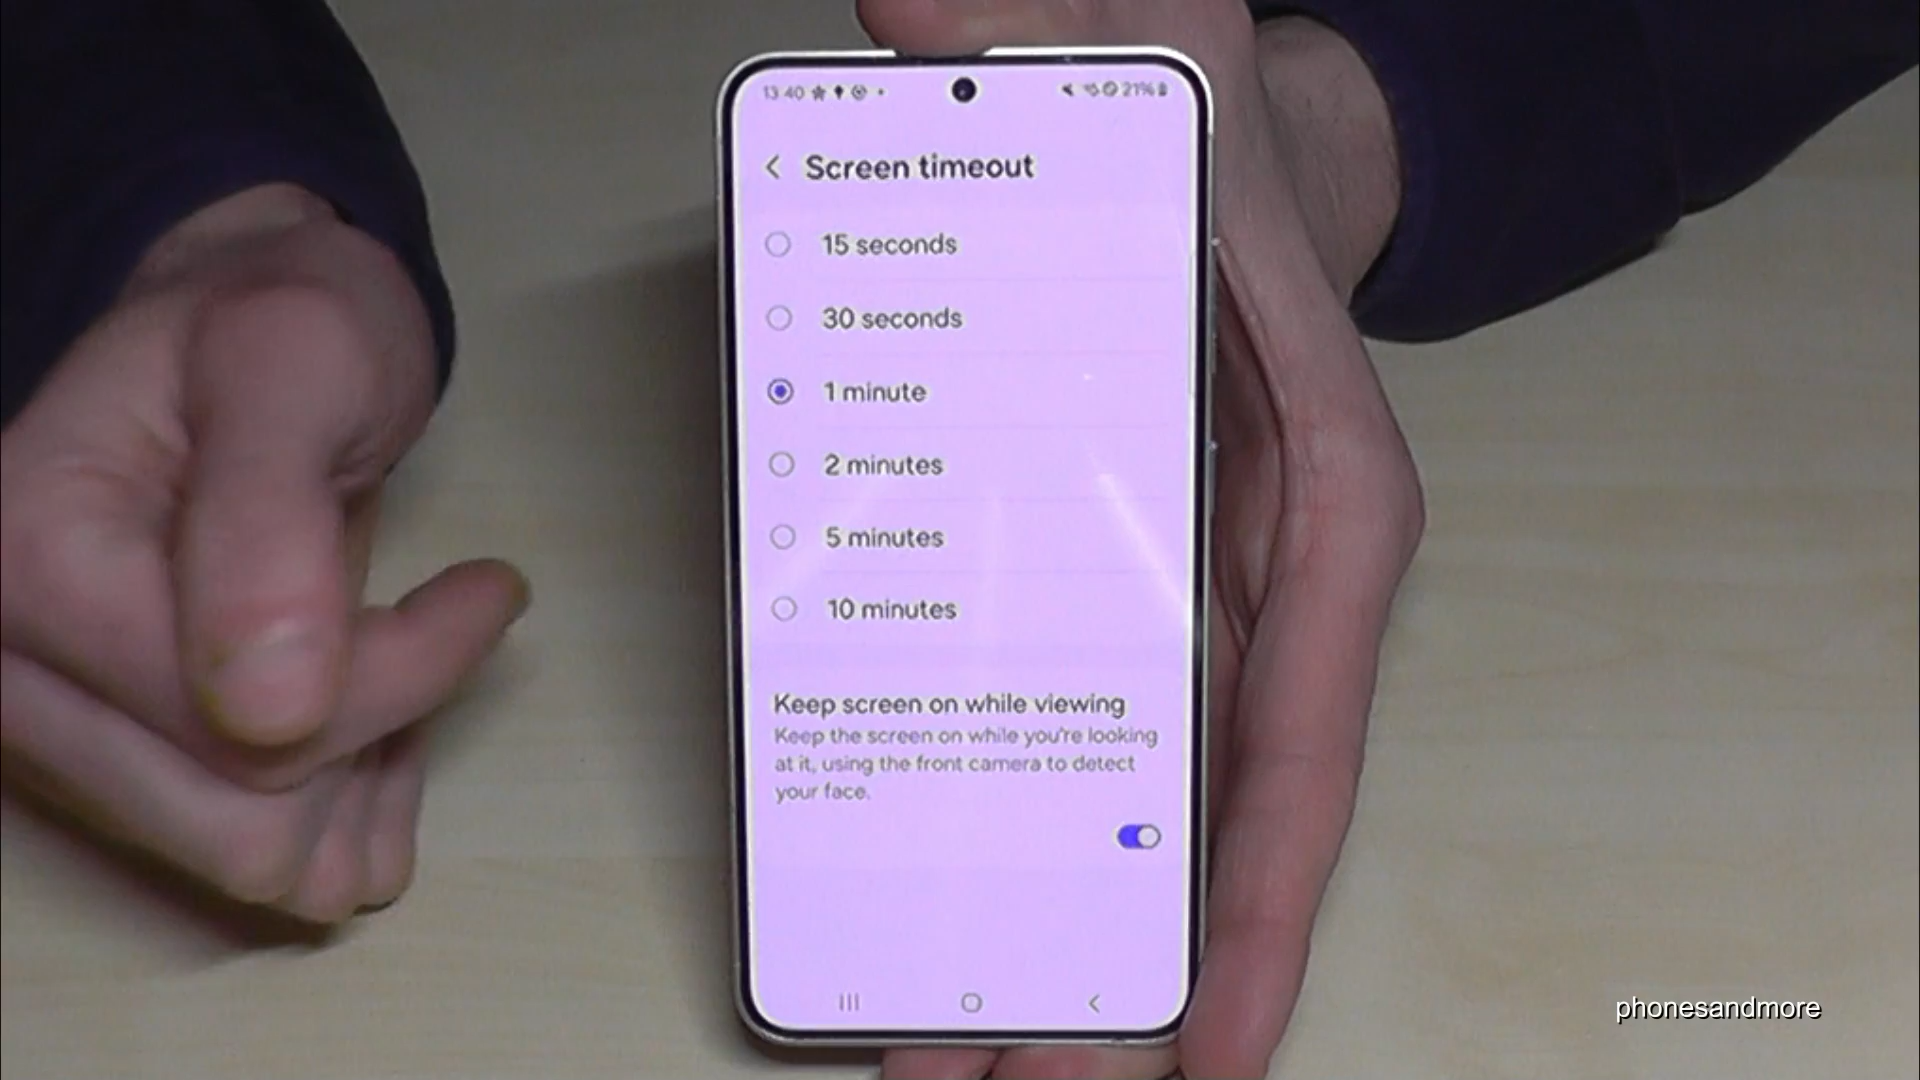 13:40 21%
Screen timeout
15 seconds
30 seconds
1 minute
2 minutes
5 minutes
10 minutes
Keep screen on while viewing
Keep the screen on while you're looking
at it, using the front camera to detect
your face.
phonesandmore